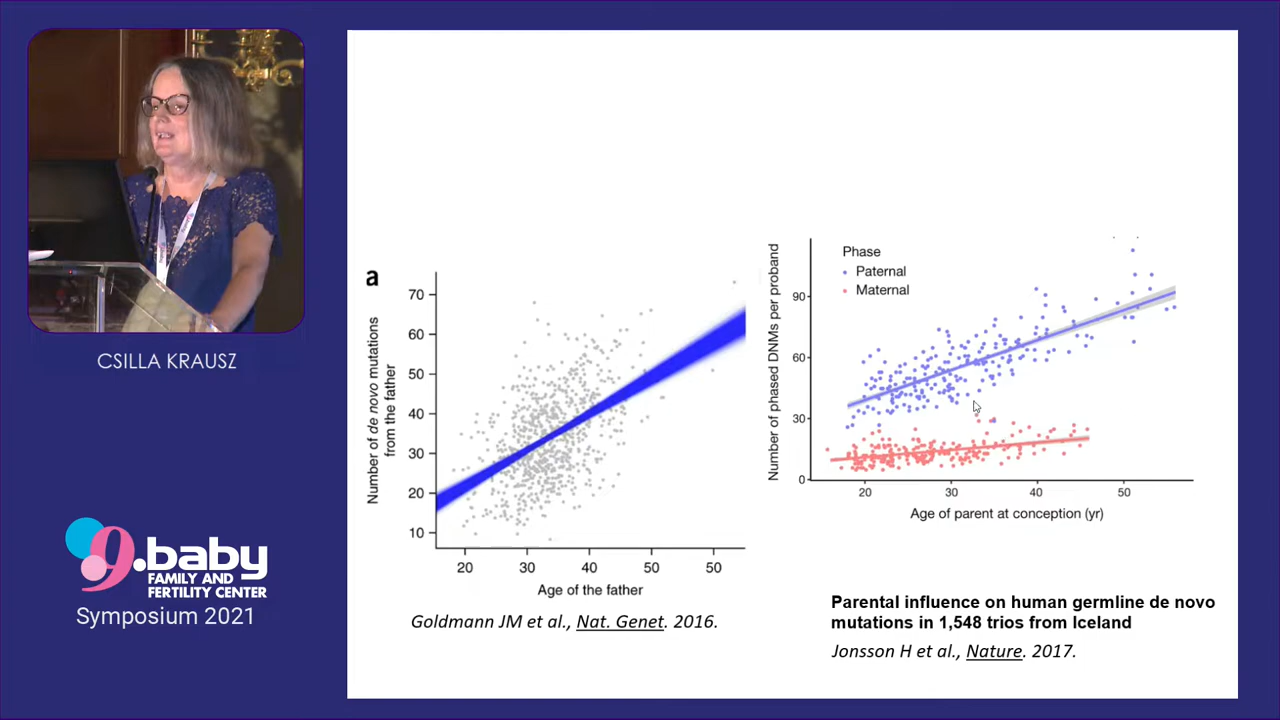 CSILLA KRAUSZ
9.baby
FAMILY AND
FERTILITY CENTER
Symposium 2021
a
Number of de novo mutations
from the father
70
60
50
40
30
20
10
20 30 40 50 50
Age of the father
Goldmann JM et al., Nat. Genet. 2016.
Number of phased DNMs per proband
Phase
Paternal
Maternal
90
60
30
0
20 30 40 50
Age of parent at conception (yr)
Parental influence on human germline de novo
mutations in 1,548 trios from Iceland
Jonsson H et al., Nature. 2017.